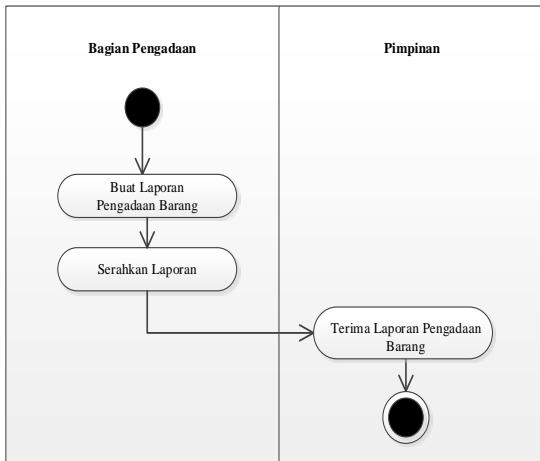 Bagian Pengadaan
Pimpinan
Buat Laporan
Pengadaan Barang
Serahkan Laporan
Terima Laporan Pengadaan
Barang